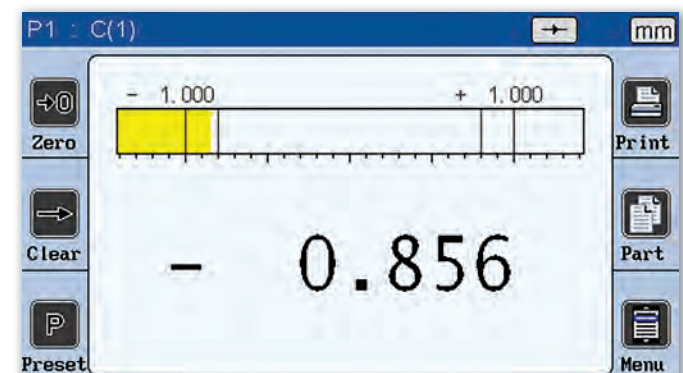 P1 : C(1) mm
- 1.000 + 1.000
Zero
Print
Clear
Part
- 0.856
P
Preset
Menu